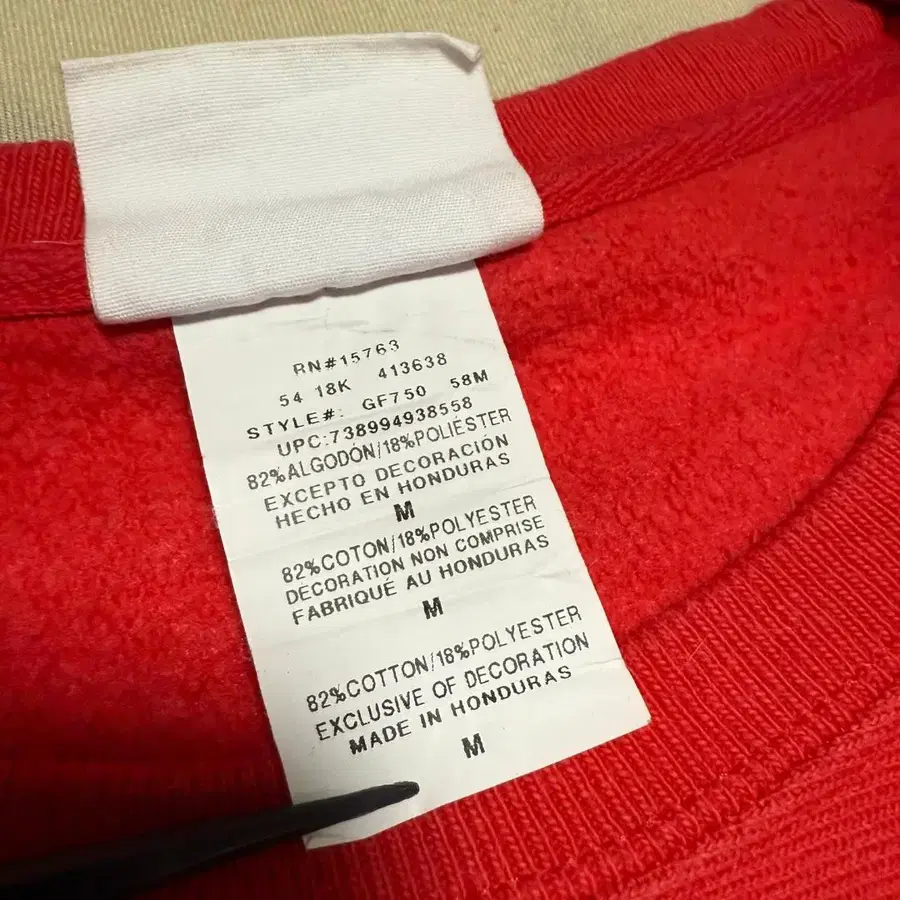 RN#15763
54 18K 413638
STYLE#: GF750 58M
UPC:738994938558
82%ALGODÓN/18%POLIÉSTER
EXCEPTO DECORACIÓN
HECHO EN HONDURAS
M
82%COTON/18%POLYESTER
DÉCORATION NON COMPRISE
FABRIQUÉ AU HONDURAS
M
82%COTTON/18%POLYESTER
EXCLUSIVE OF DECORATION
MADE IN HONDURAS
M